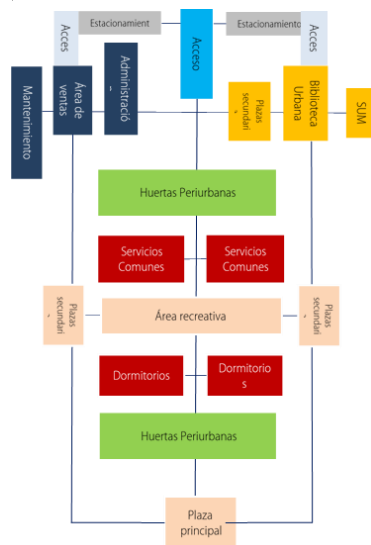 Estacionamient
Estacionamiento
Acces
Acceso
Acces
Mantenimiento
Área de
ventas
Administració
Plazas
secundari
Biblioteca
Urbana
SUM
Huertas Periurbanas
Servicios
Comunes
Servicios
Comunes
Plazas
secundari
Área recreativa
Plazas
secundari
Dormitorios
Dormitorio
s
Huertas Periurbanas
Plaza
principal